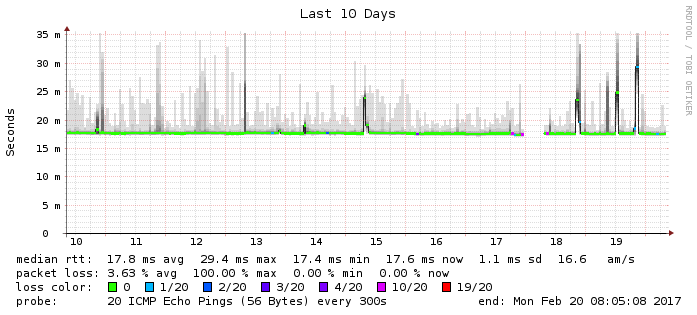 Last 10 Days
RRDTOOL / TOBI OETIKER
Seconds
35 m
30 m
25 m
20 m
15 m
10 m
5 m
0
10 11 12 13 14 15 16 17 18 19
median rtt: 17.8 ms avg 29.4 ms max 17.4 ms min 17.6 ms now 1.1 ms sd 16.6 am/s
packet loss: 3.63 % avg 100.00 % max 0.00 % min 0.00 % now
loss color: 0 1/20 2/20 3/20 4/20 10/20 19/20
probe: 20 ICMP Echo Pings (56 Bytes) every 300s end: Mon Feb 20 08:05:08 2017